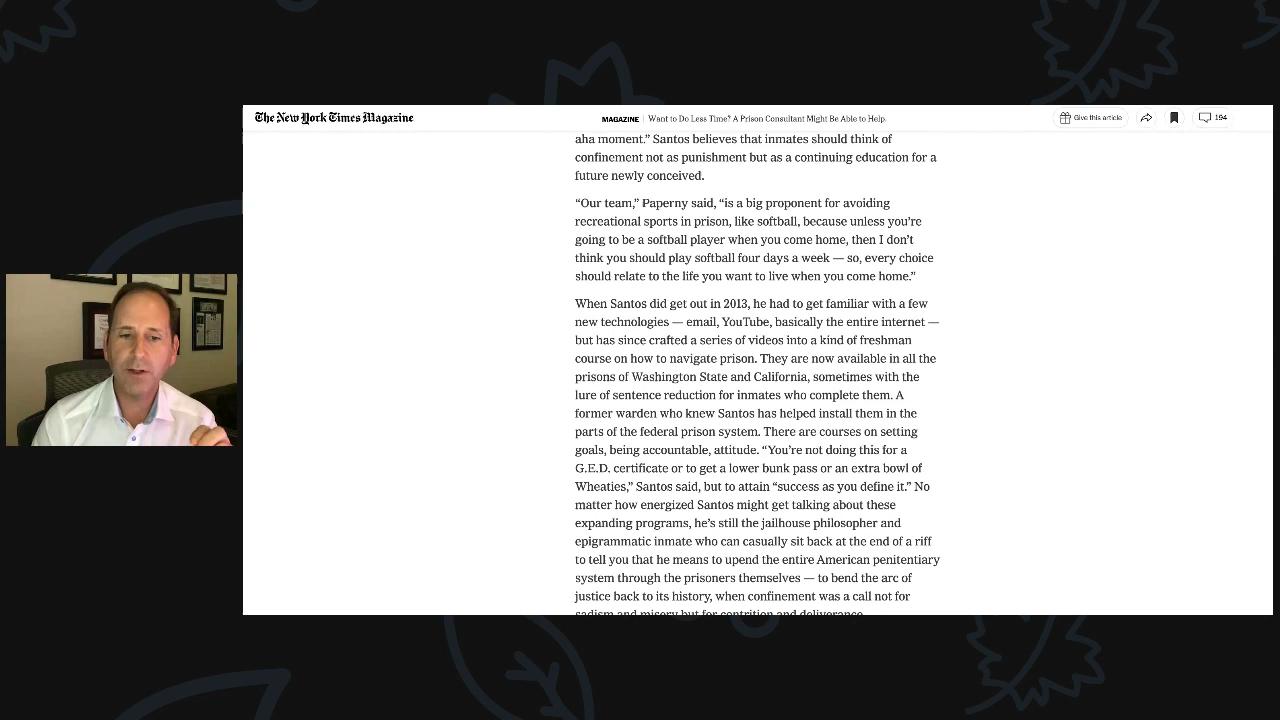 The New York Times Magazine
MAGAZINE | Want to Do Less Time? A Prison Consultant Might Be Able to Help.
Give this article
194
aha moment.” Santos believes that inmates should think of
confinement not as punishment but as a continuing education for a
future newly conceived.
“Our team,” Paperny said, “is a big proponent for avoiding
recreational sports in prison, like softball, because unless you’re
going to be a softball player when you come home, then I don’t
think you should play softball four days a week — so, every choice
should relate to the life you want to live when you come home.”
When Santos did get out in 2013, he had to get familiar with a few
new technologies — email, YouTube, basically the entire internet —
but has since crafted a series of videos into a kind of freshman
course on how to navigate prison. They are now available in all the
prisons of Washington State and California, sometimes with the
lure of sentence reduction for inmates who complete them. A
former warden who knew Santos has helped install them in the
parts of the federal prison system. There are courses on setting
goals, being accountable, attitude. “You’re not doing this for a
G.E.D. certificate or to get a lower bunk pass or an extra bowl of
Wheaties,” Santos said, but to attain “success as you define it.” No
matter how energized Santos might get talking about these
expanding programs, he’s still the jailhouse philosopher and
epigrammatic inmate who can casually sit back at the end of a riff
to tell you that he means to upend the entire American penitentiary
system through the prisoners themselves — to bend the arc of
justice back to its history, when confinement was a call not for
sadism and misery but for contrition and deliverance.